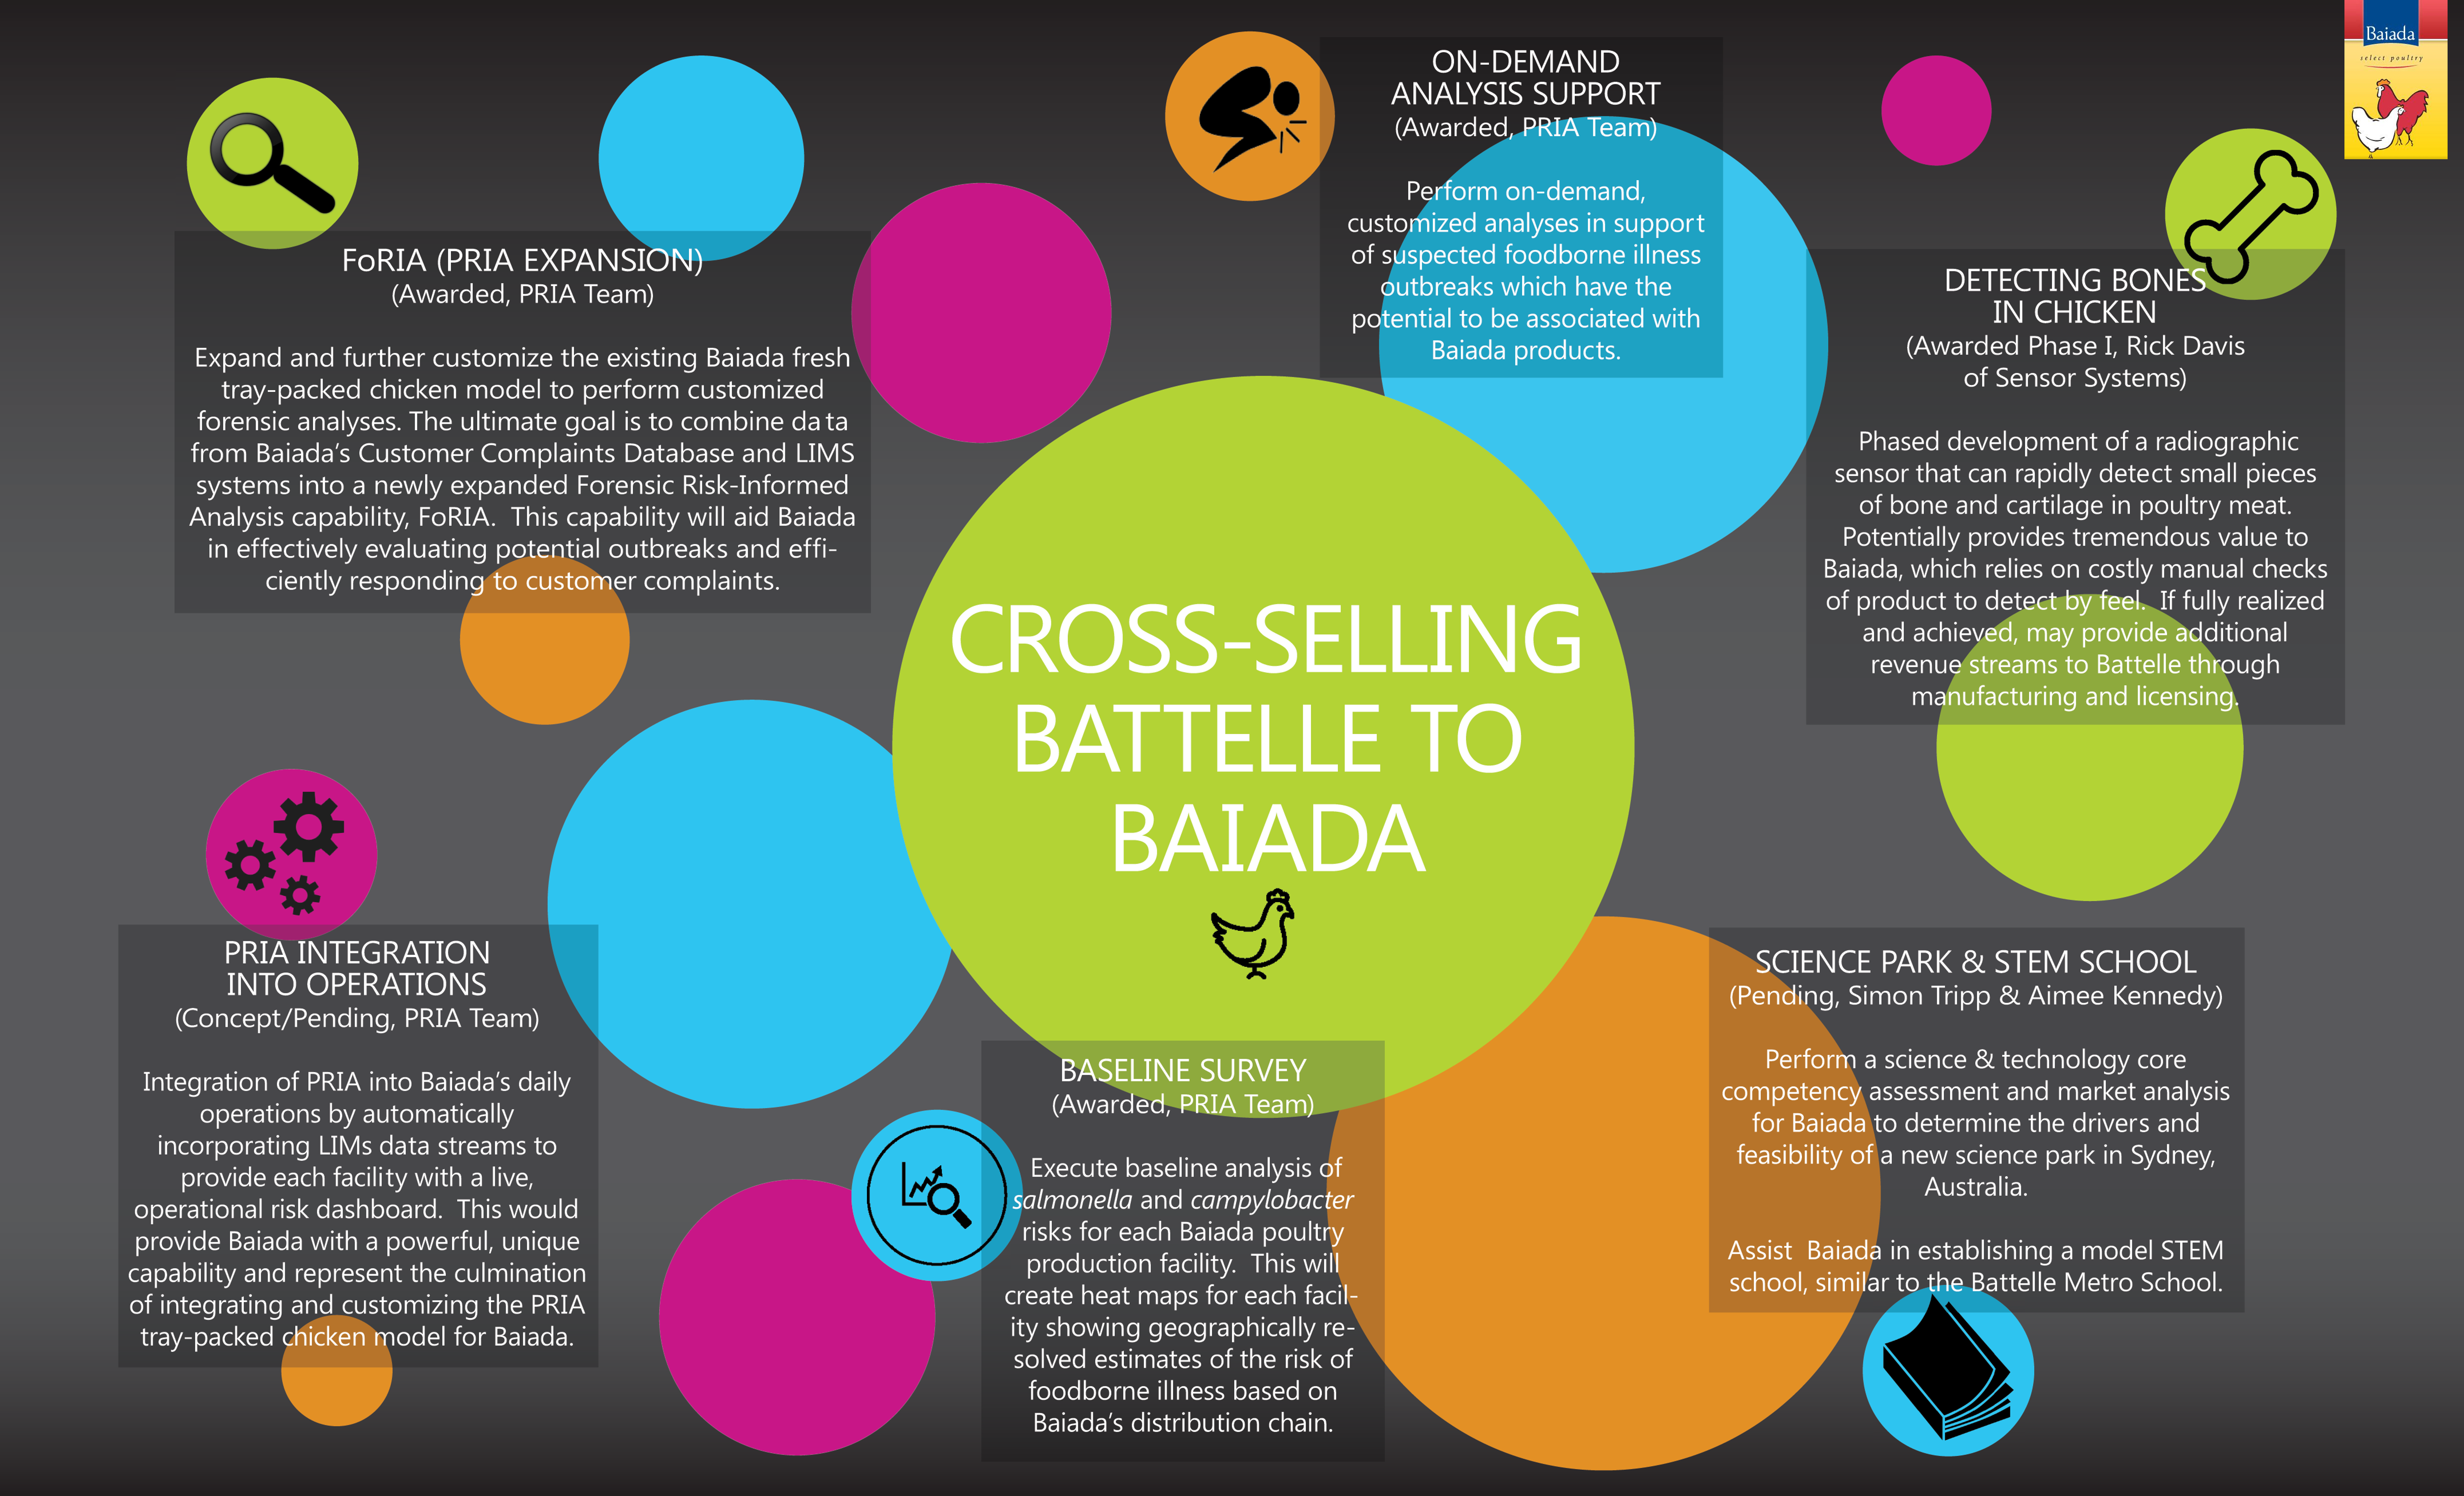 Baiada
select poultry
FoRIA (PRIA EXPANSION)
(Awarded, PRIA Team)
Expand and further customize the existing Baiada fresh
tray-packed chicken model to perform customized
forensic analyses. The ultimate goal is to combine data
from Baiada's Customer Complaints Database and LIMS
systems into a newly expanded Forensic Risk-Informed
Analysis capability, FoRIA. This capability will aid Baiada
in effectively evaluating potential outbreaks and effi-
ciently responding to customer complaints.
ON-DEMAND
ANALYSIS SUPPORT
(Awarded, PRIA Team)
Perform on-demand,
customized analyses in support
of suspected foodborne illness
outbreaks which have the
potential to be associated with
Baiada products.
DETECTING BONES
IN CHICKEN
(Awarded Phase I, Rick Davis
of Sensor Systems)
Phased development of a radiographic
sensor that can rapidly detect small pieces
of bone and cartilage in poultry meat.
Potentially provides tremendous value to
Baiada, which relies on costly manual checks
of product to detect by feel. If fully realized
and achieved, may provide additional
revenue streams to Battelle through
manufacturing and licensing.
CROSS-SELLING
BATTELLE TO
BAIADA
PRIA INTEGRATION
INTO OPERATIONS
(Concept/Pending, PRIA Team)
Integration of PRIA into Baiada's daily
operations by automatically
incorporating LIMs data streams to
provide each facility with a live,
operational risk dashboard. This would
provide Baiada with a powerful, unique
capability and represent the culmination
of integrating and customizing the PRIA
tray-packed chicken model for Baiada.
BASELINE SURVEY
(Awarded, PRIA Team)
Execute baseline analysis of
salmonella and campylobacter
risks for each Baiada poultry
production facility. This will
create heat maps for each facil-
ity showing geographically re-
solved estimates of the risk of
foodborne illness based on
Baiada's distribution chain.
SCIENCE PARK & STEM SCHOOL
(Pending, Simon Tripp & Aimee Kennedy)
Perform a science & technology core
competency assessment and market analysis
for Baiada to determine the drivers and
feasibility of a new science park in Sydney,
Australia.
Assist Baiada in establishing a model STEM
school, similar to the Battelle Metro School.